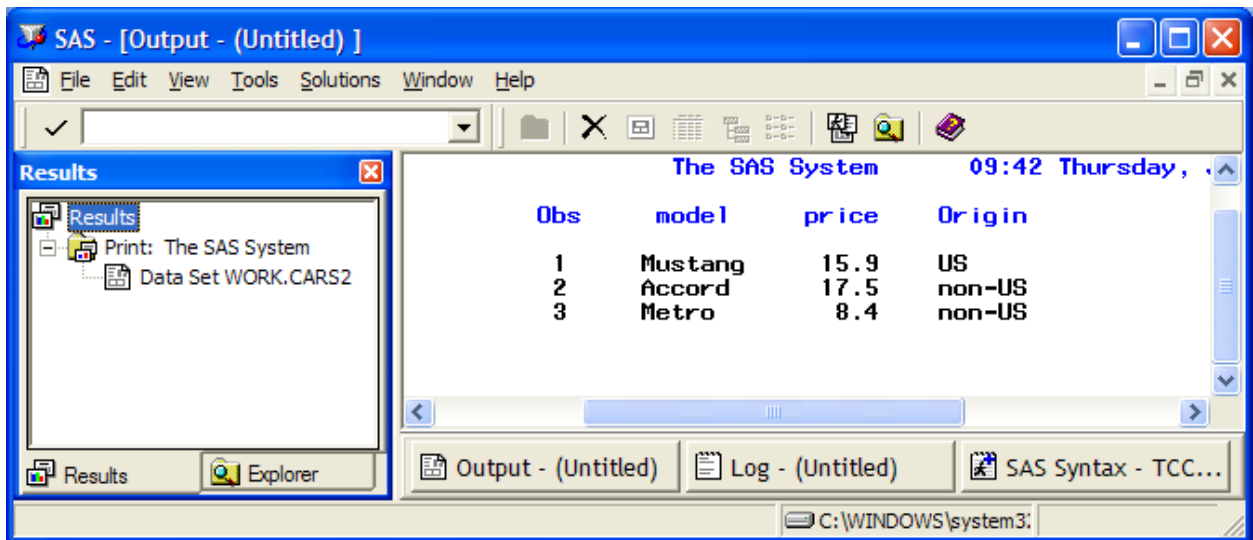 SAS - [Output - (Untitled) ]
File Edit View Tools Solutions Window Help
Results
Results
Print: The SAS System
Data Set WORK.CARS2
Results Explorer
The SAS System 09:42 Thursday,
Obs model price Origin
1 Mustang 15.9 US
2 Accord 17.5 non-US
3 Metro 8.4 non-US
Output - (Untitled) Log - (Untitled) SAS Syntax - TCC...
C:\WINDOWS\system32